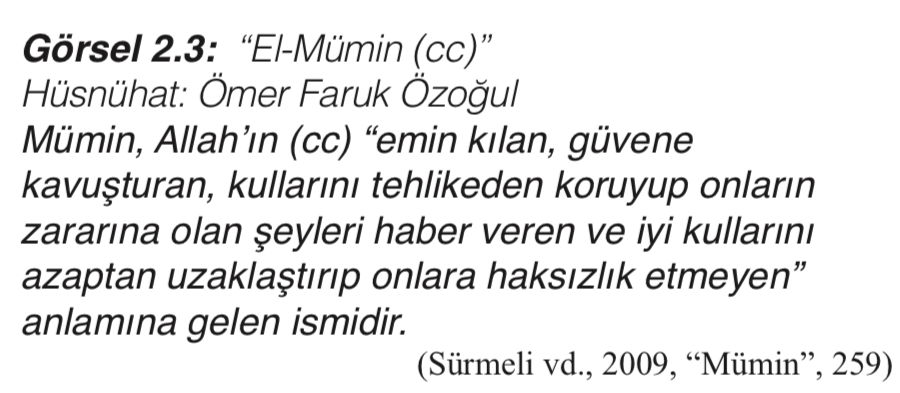 Görsel 2.3: “El-Mümin (cc)”
Hüsnühat: Ömer Faruk Özoğul
Mümin, Allah’ın (cc) “emin kılan, güvene
kavuşturan, kullarını tehlikeden koruyup onların
zararına olan şeyleri haber veren ve iyi kullarını
azaptan uzaklaştırıp onlara haksızlık etmeyen”
anlamına gelen ismidir.
(Sürmeli vd., 2009, “Mümin”, 259)